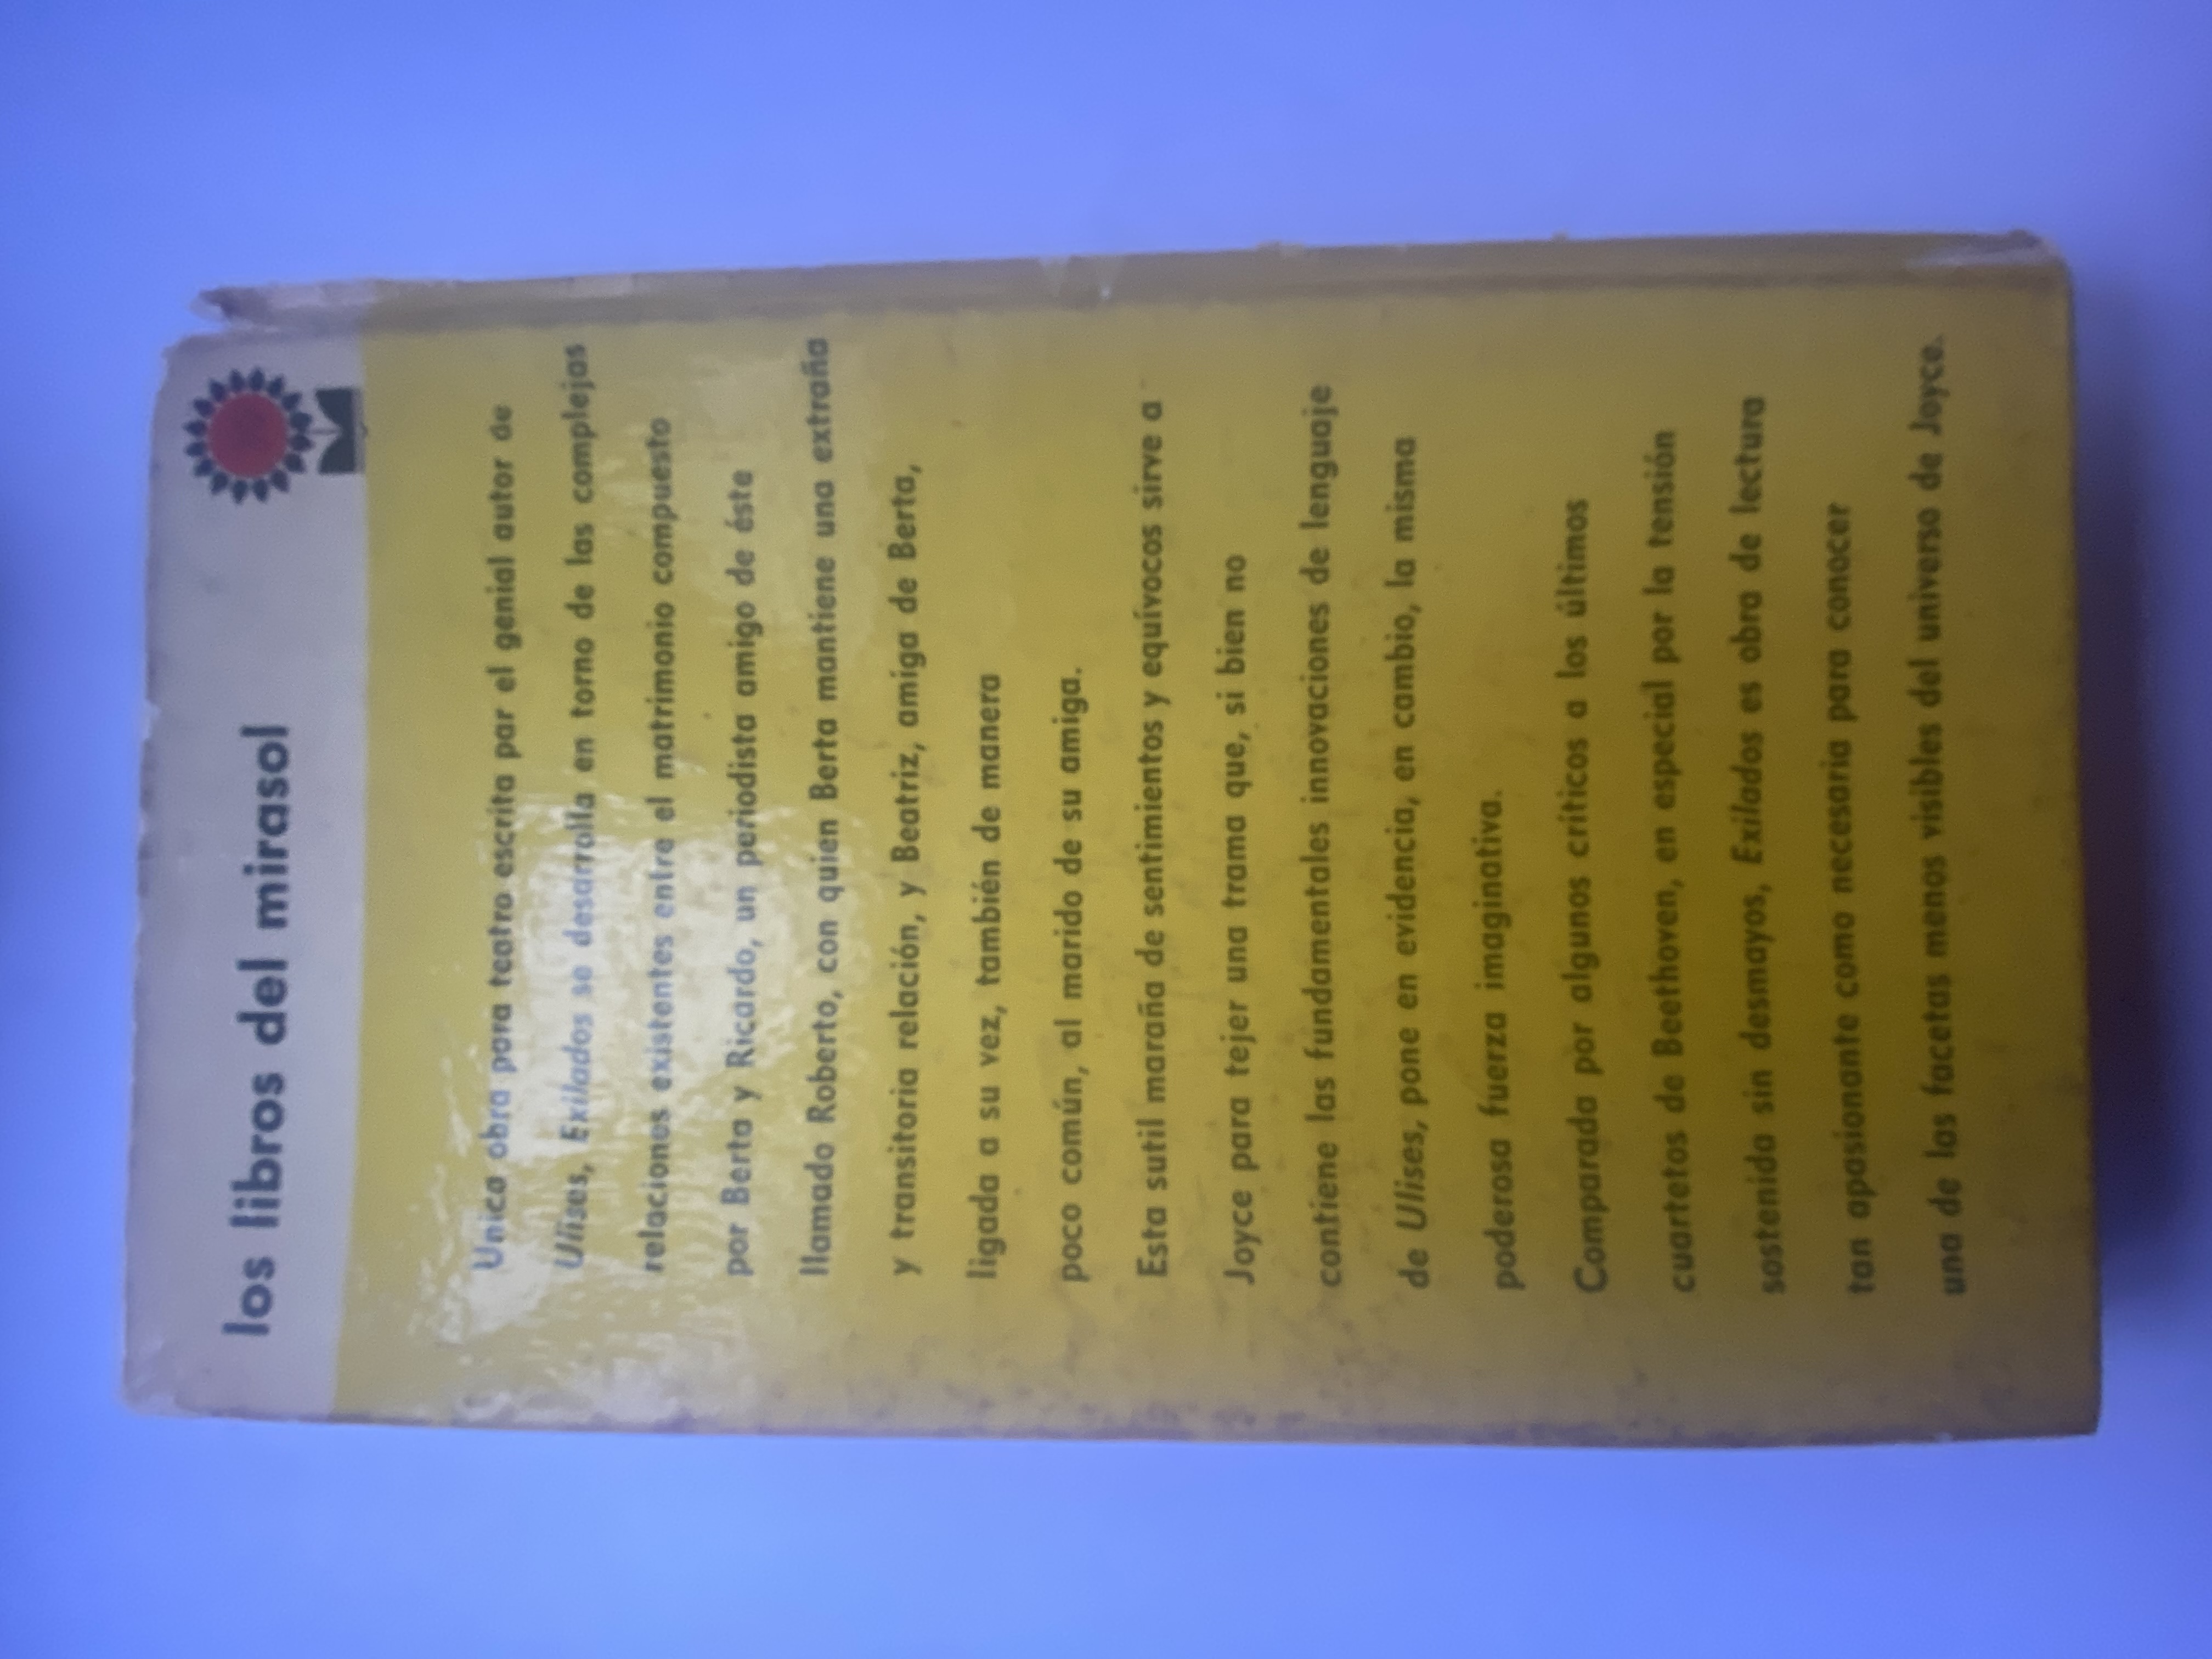 los libros del mirasol
Unica obra para teatro escrita par el genial autor de
Ulises, Exilados se desarrolla en torno de las complejas
relaciones existentes entre el matrimonio compuesto
por Berta y Ricardo, un periodista amigo de éste
llamado Roberto, con quien Berta mantiene una extraña
y transitoria relación, y Beatriz, amiga de Berta,
ligada a su vez, también de manera
poco común, al marido de su amiga.
Esta sutil maraña de sentimientos y equívocos sirve a
Joyce para tejer una trama que, si bien no
contiene las fundamentales innovaciones de lenguaje
de Ulises, pone en evidencia, en cambio, la misma
poderosa fuerza imaginativa.
Comparada por algunos críticos a los últimos
cuartetos de Beethoven, en especial por la tensión
sostenida sin desmayos, Exilados es obra de lectura
tan apasionante como necesaria para conocer
una de las facetas menos visibles del universo de Joyce.